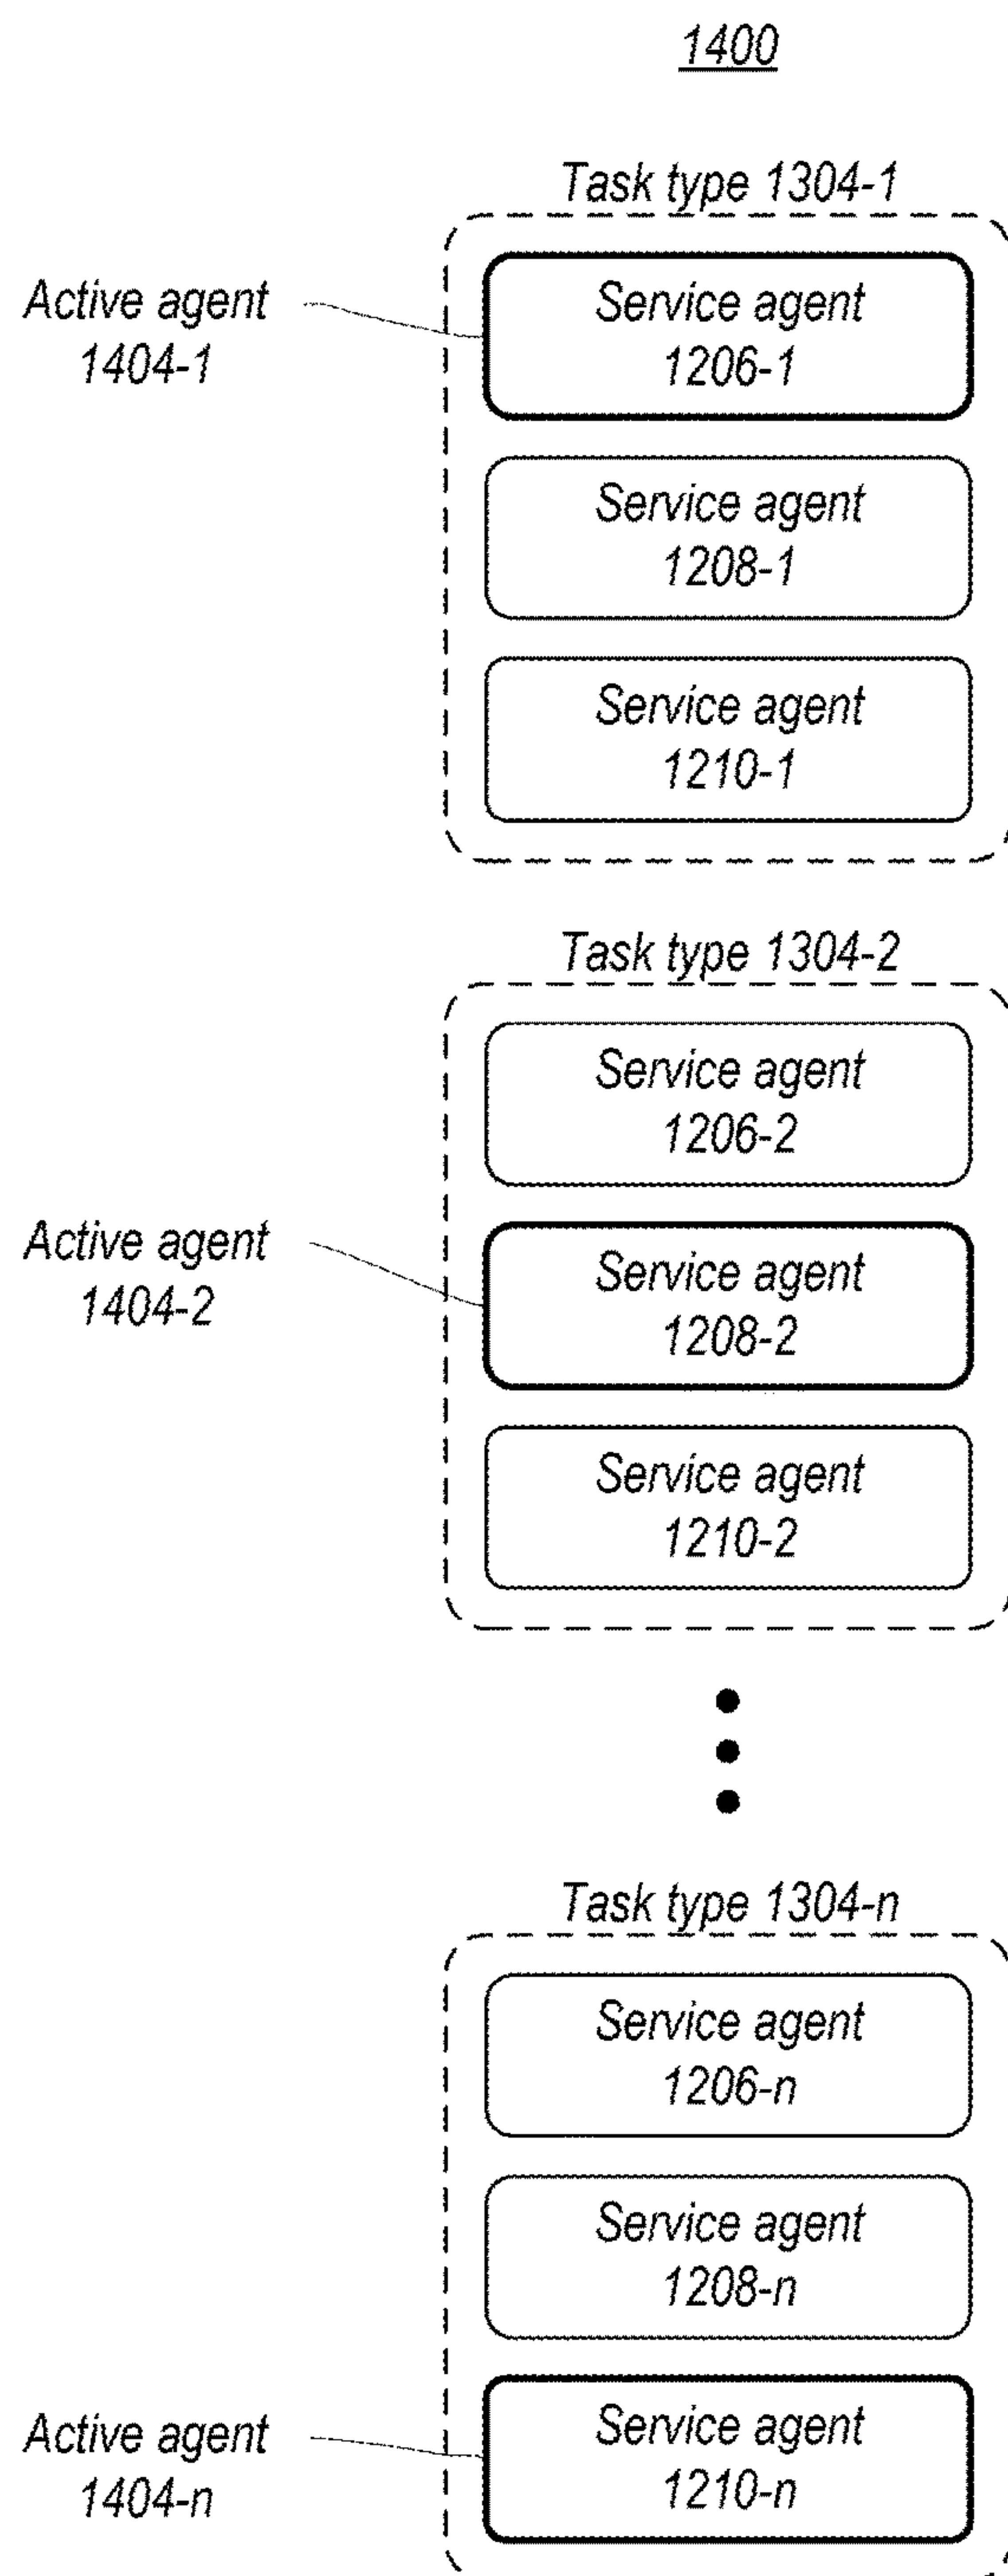 1400
Task type 1304-1
Active agent
1404-1
Service agent
1206-1
Service agent
1208-1
Service agent
1210-1
Task type 1304-2
Service agent
1206-2
Active agent
1404-2
Service agent
1208-2
Service agent
1210-2
Task type 1304-n
Service agent
1206-n
Service agent
1208-n
Active agent
1404-n
Service agent
1210-n